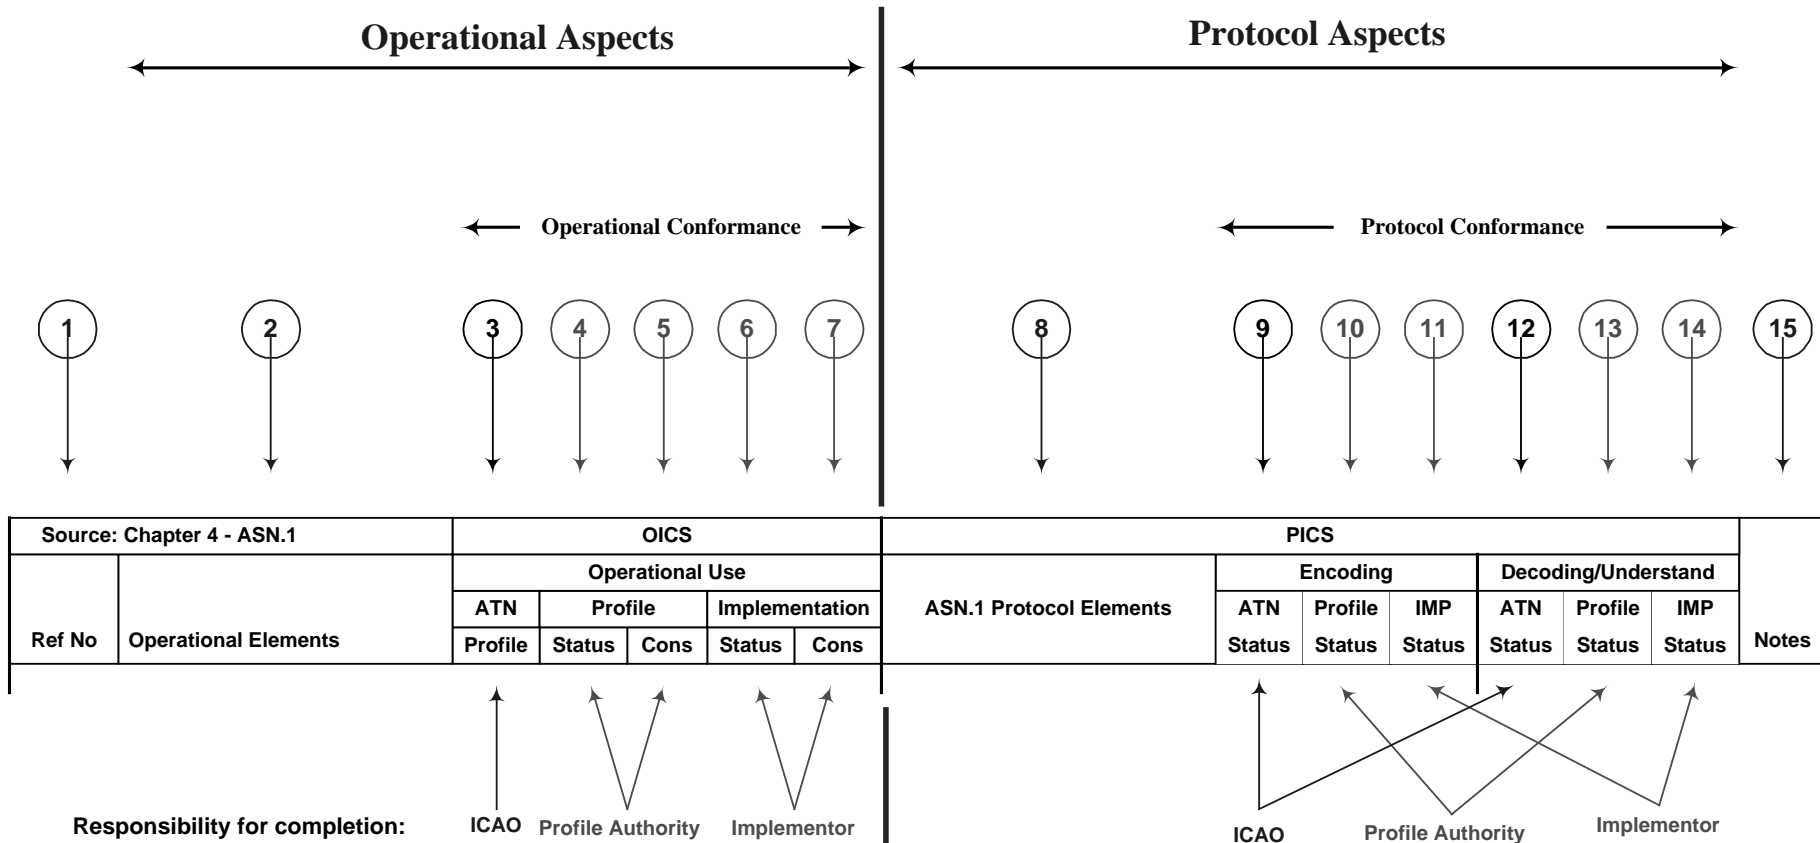 Operational Aspects Protocol Aspects
Operational Conformance Protocol Conformance
1 2 3 4 5 6 7 8 9 10 11 12 13 14 15
Source: Chapter 4 - ASN.1 OICS PICS
Operational Use Encoding Decoding/Understand
ATN Profile Implementation ASN.1 Protocol Elements ATN Profile IMP ATN Profile IMP
Ref No Operational Elements Profile Status Cons Status Cons Status Status Status Status Status Status Notes
Responsibility for completion: ICAO Profile Authority Implementor ICAO Profile Authority Implementor